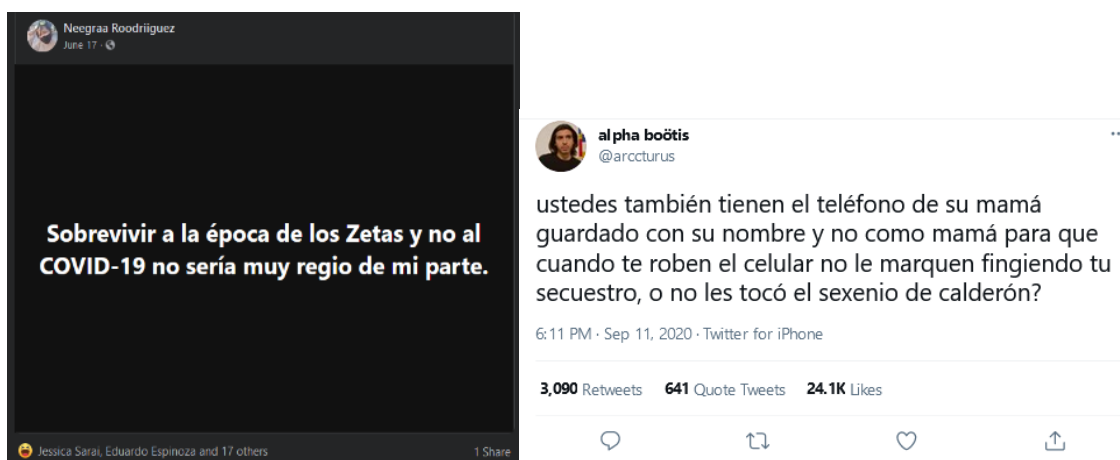 Neegraa Roodriiguez
June 17 ·
Sobrevivir a la época de los Zetas y no al
COVID-19 no sería muy regio de mi parte.
Jessica Sarai, Eduardo Espinoza and 17 others
1 Share
alpha boötis
@arccturus
ustedes también tienen el teléfono de su mamá
guardado con su nombre y no como mamá para que
cuando te roben el celular no le marquen fingiendo tu
secuestro, o no les tocó el sexenio de calderón?
6:11 PM · Sep 11, 2020 · Twitter for iPhone
3,090 Retweets 641 Quote Tweets 24.1K Likes